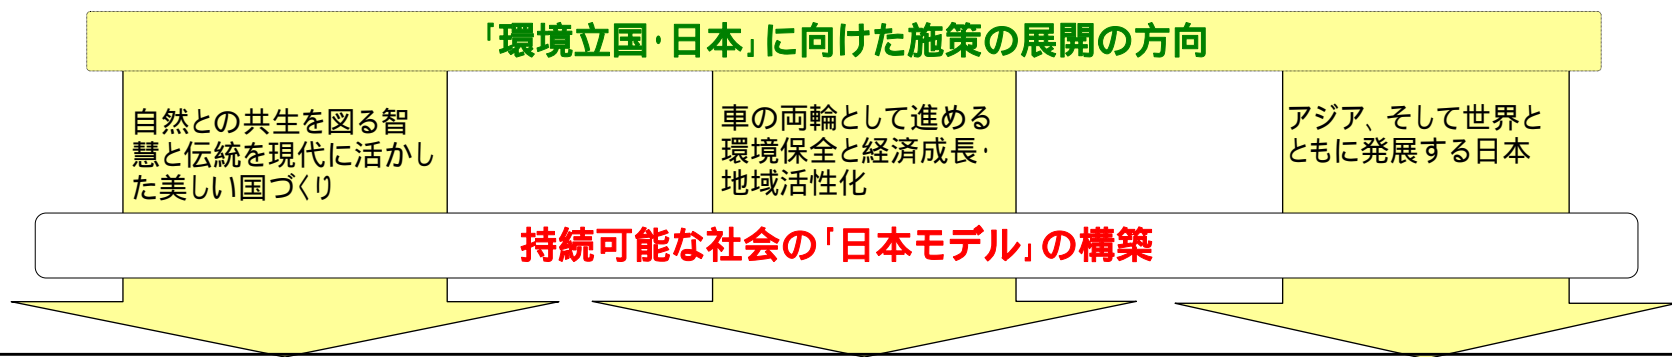 ｢環境立国･日本｣に向けた施策の展開の方向
自然との共生を図る智
慧と伝統を現代に活かし
た美しい国づくり
車の両輪として進める
環境保全と経済成長･
地域活性化
アジア、そして世界と
ともに発展する日本
持続可能な社会の｢日本モデル｣の構築